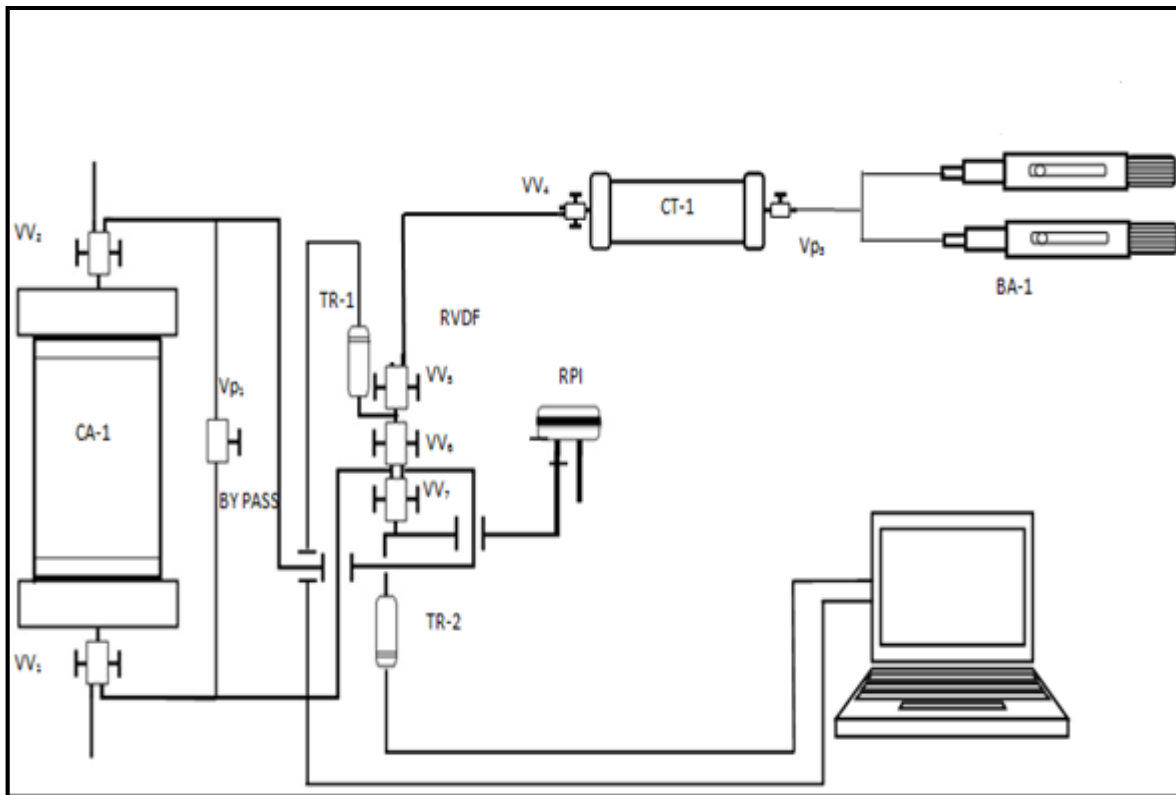 VV₄
CT-1
Vp₃
BA-1
VV₂
TR-1
RVDF
VV₅
RPI
Vp₁
CA-1
VV₆
BY PASS
VV₇
TR-2
VV₁